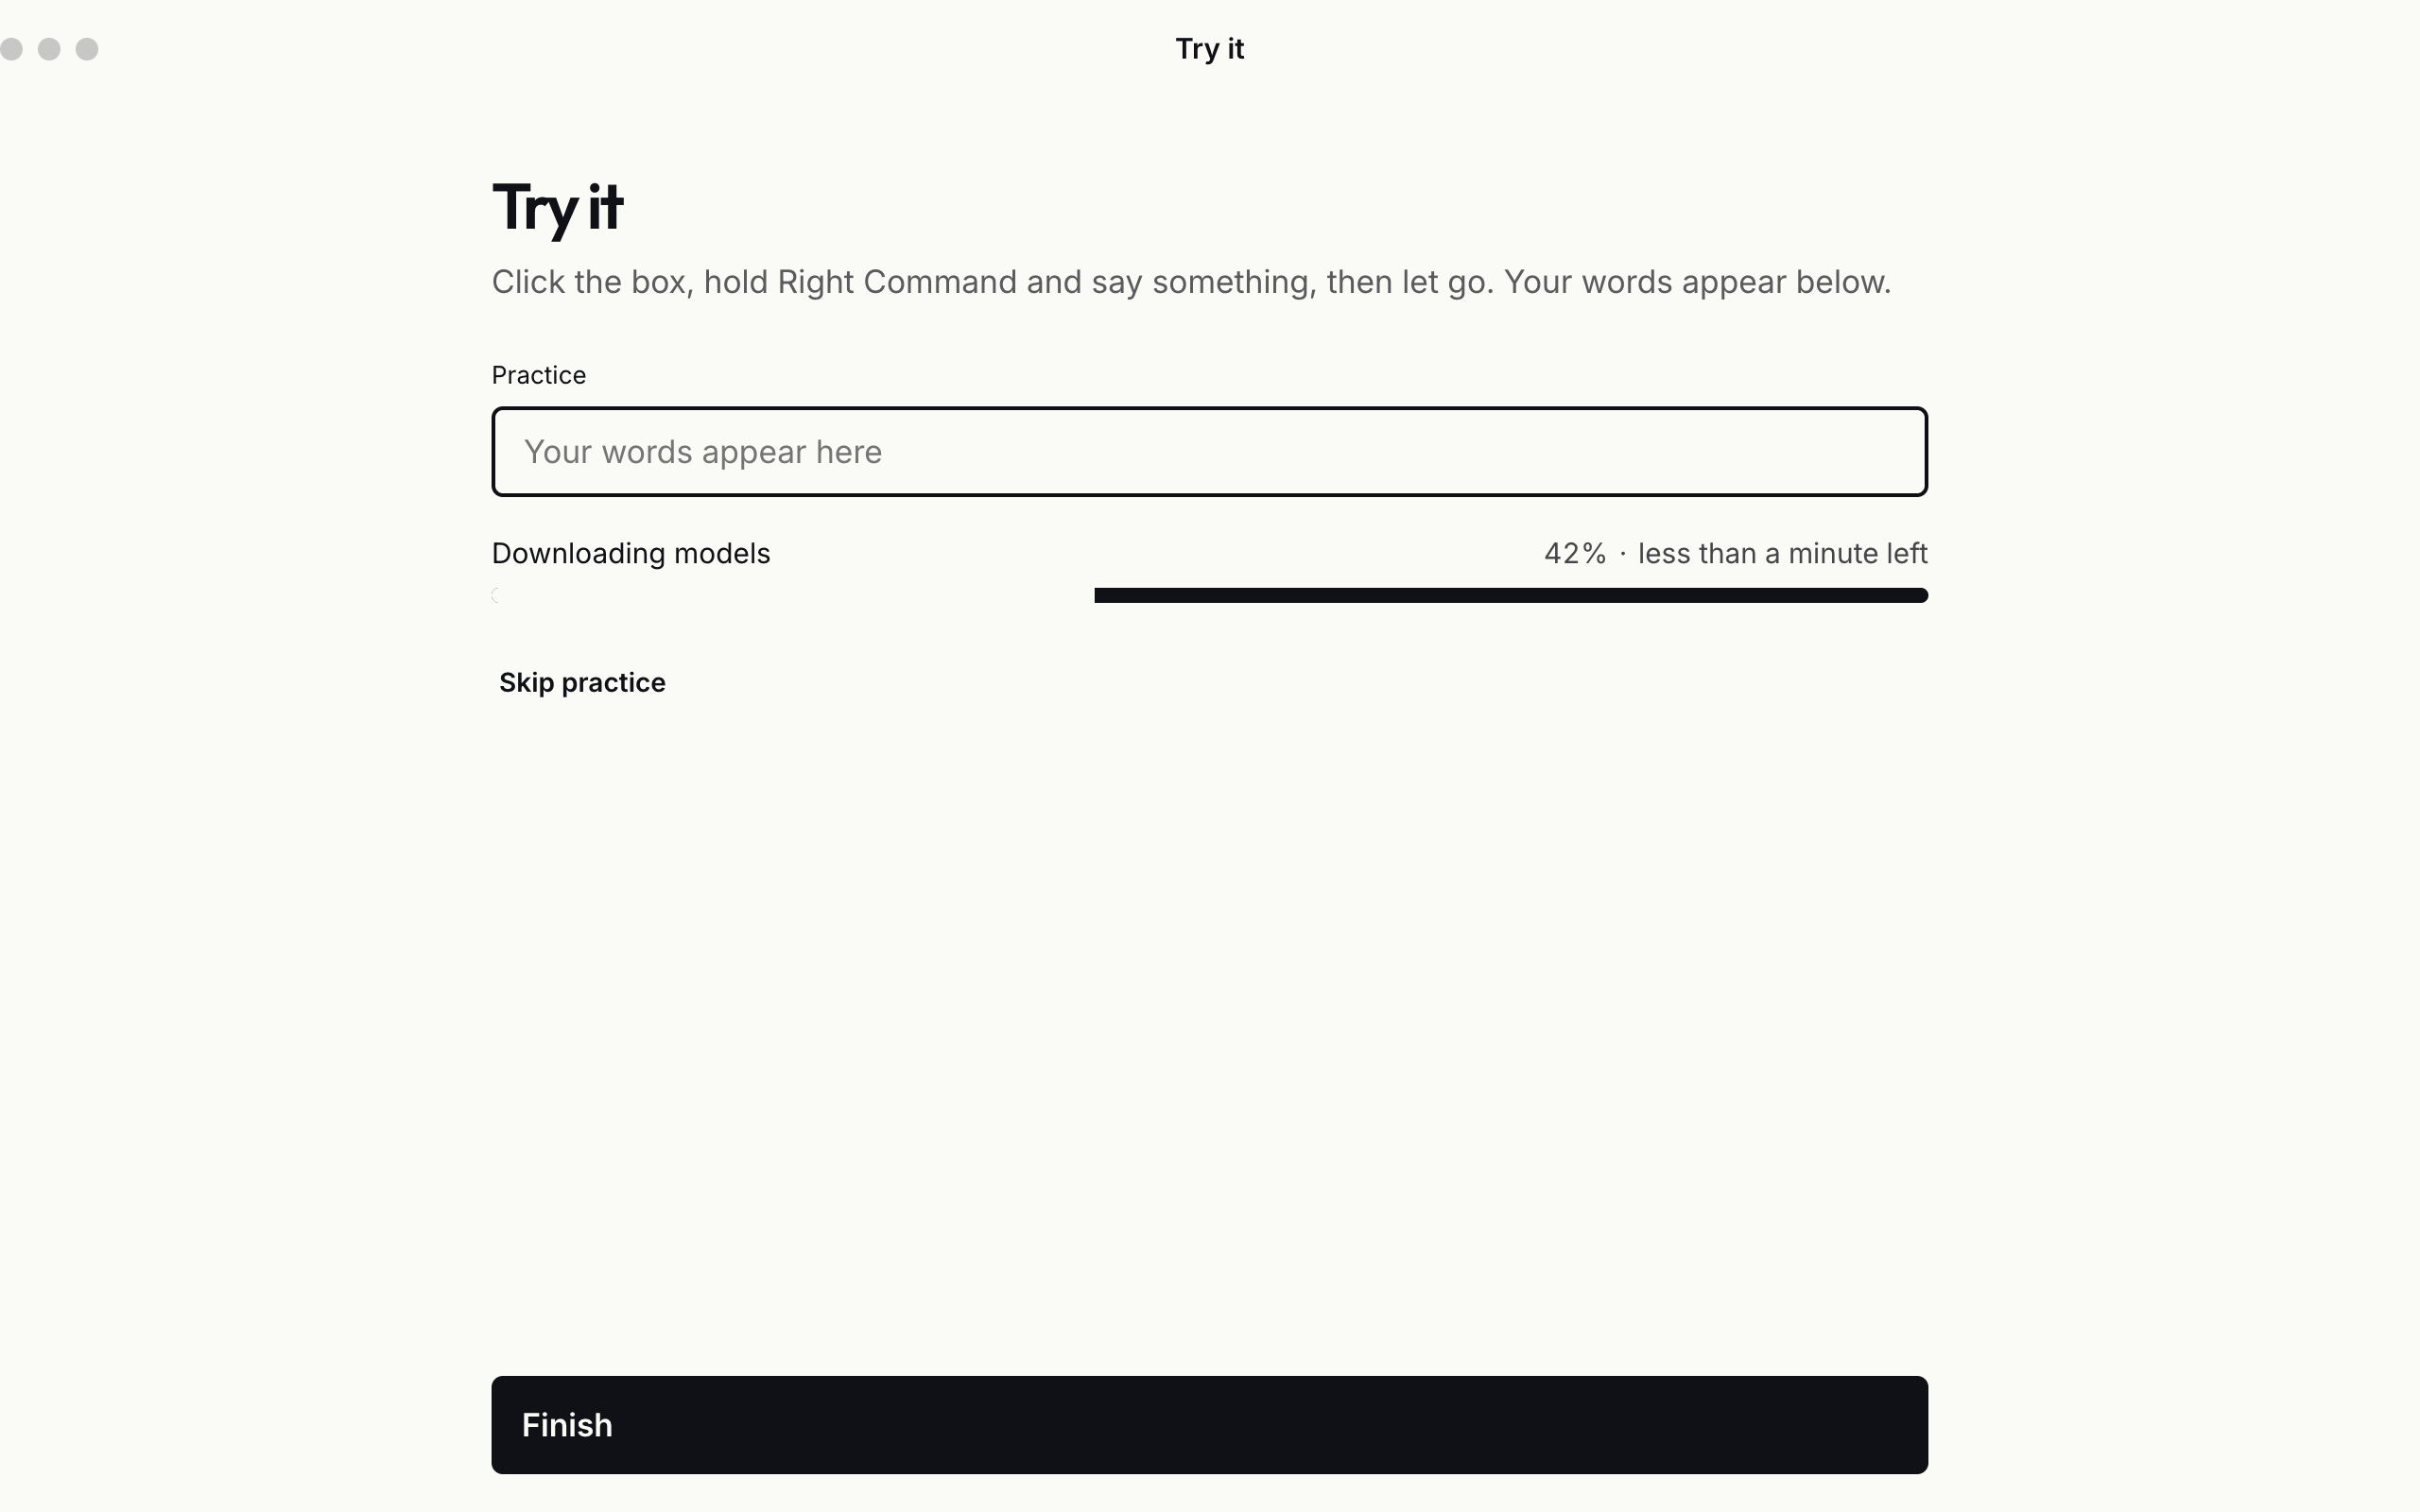 Try it
Try it
Click the box, hold Right Command and say something, then let go. Your words appear below.
Practice
Your words appear here
Downloading models
42% · less than a minute left
Skip practice
Finish